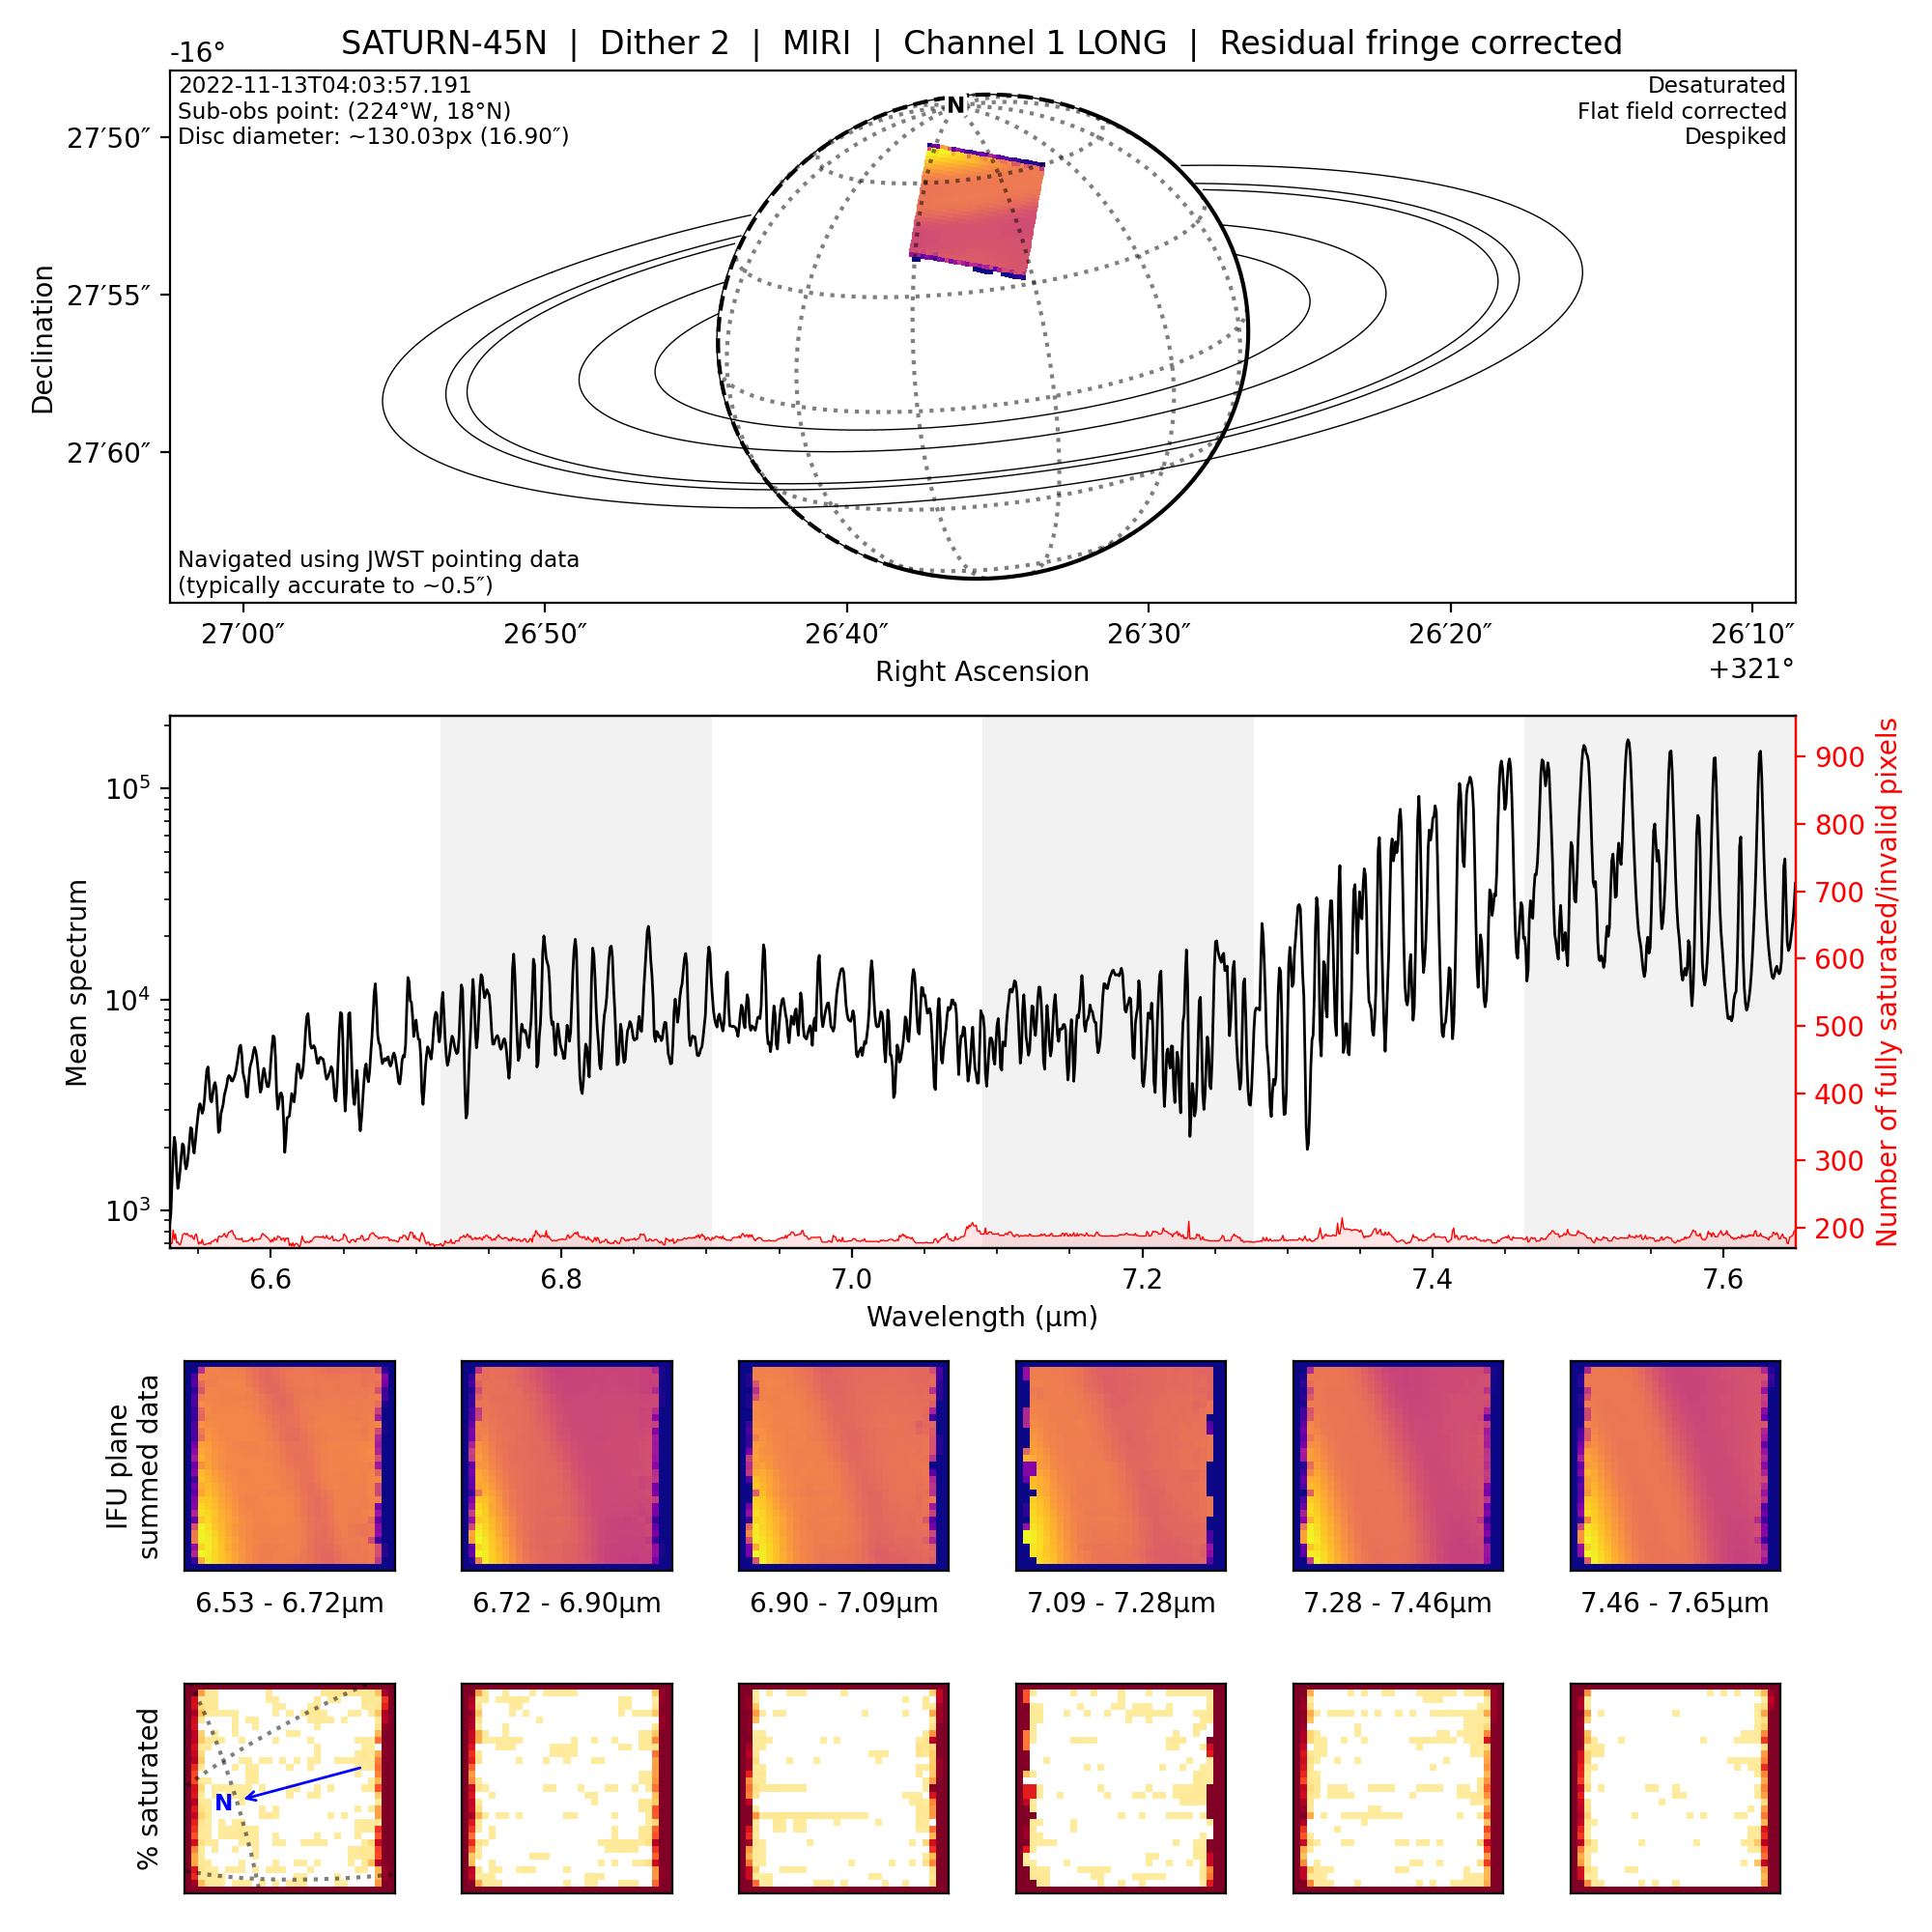 SATURN-45N | Dither 2 | MIRI | Channel 1 LONG | Residual fringe corrected
-16°
2022-11-13T04:03:57.191
Sub-obs point: (224°W, 18°N)
Disc diameter: ~130.03px (16.90″)
Desaturated
Flat field corrected
Despiked
N
27′50″
27′55″
27′60″
Declination
Navigated using JWST pointing data
(typically accurate to ~0.5″)
27′00″ 26′50″ 26′40″ 26′30″ 26′20″ 26′10″
Right Ascension
+321°
Mean spectrum
10⁵
10⁴
10³
900
800
700
600
500
400
300
200
Number of fully saturated/invalid pixels
6.6 6.8 7.0 7.2 7.4 7.6
Wavelength (µm)
IFU plane
summed data
6.53 - 6.72µm 6.72 - 6.90µm 6.90 - 7.09µm 7.09 - 7.28µm 7.28 - 7.46µm 7.46 - 7.65µm
% saturated
N